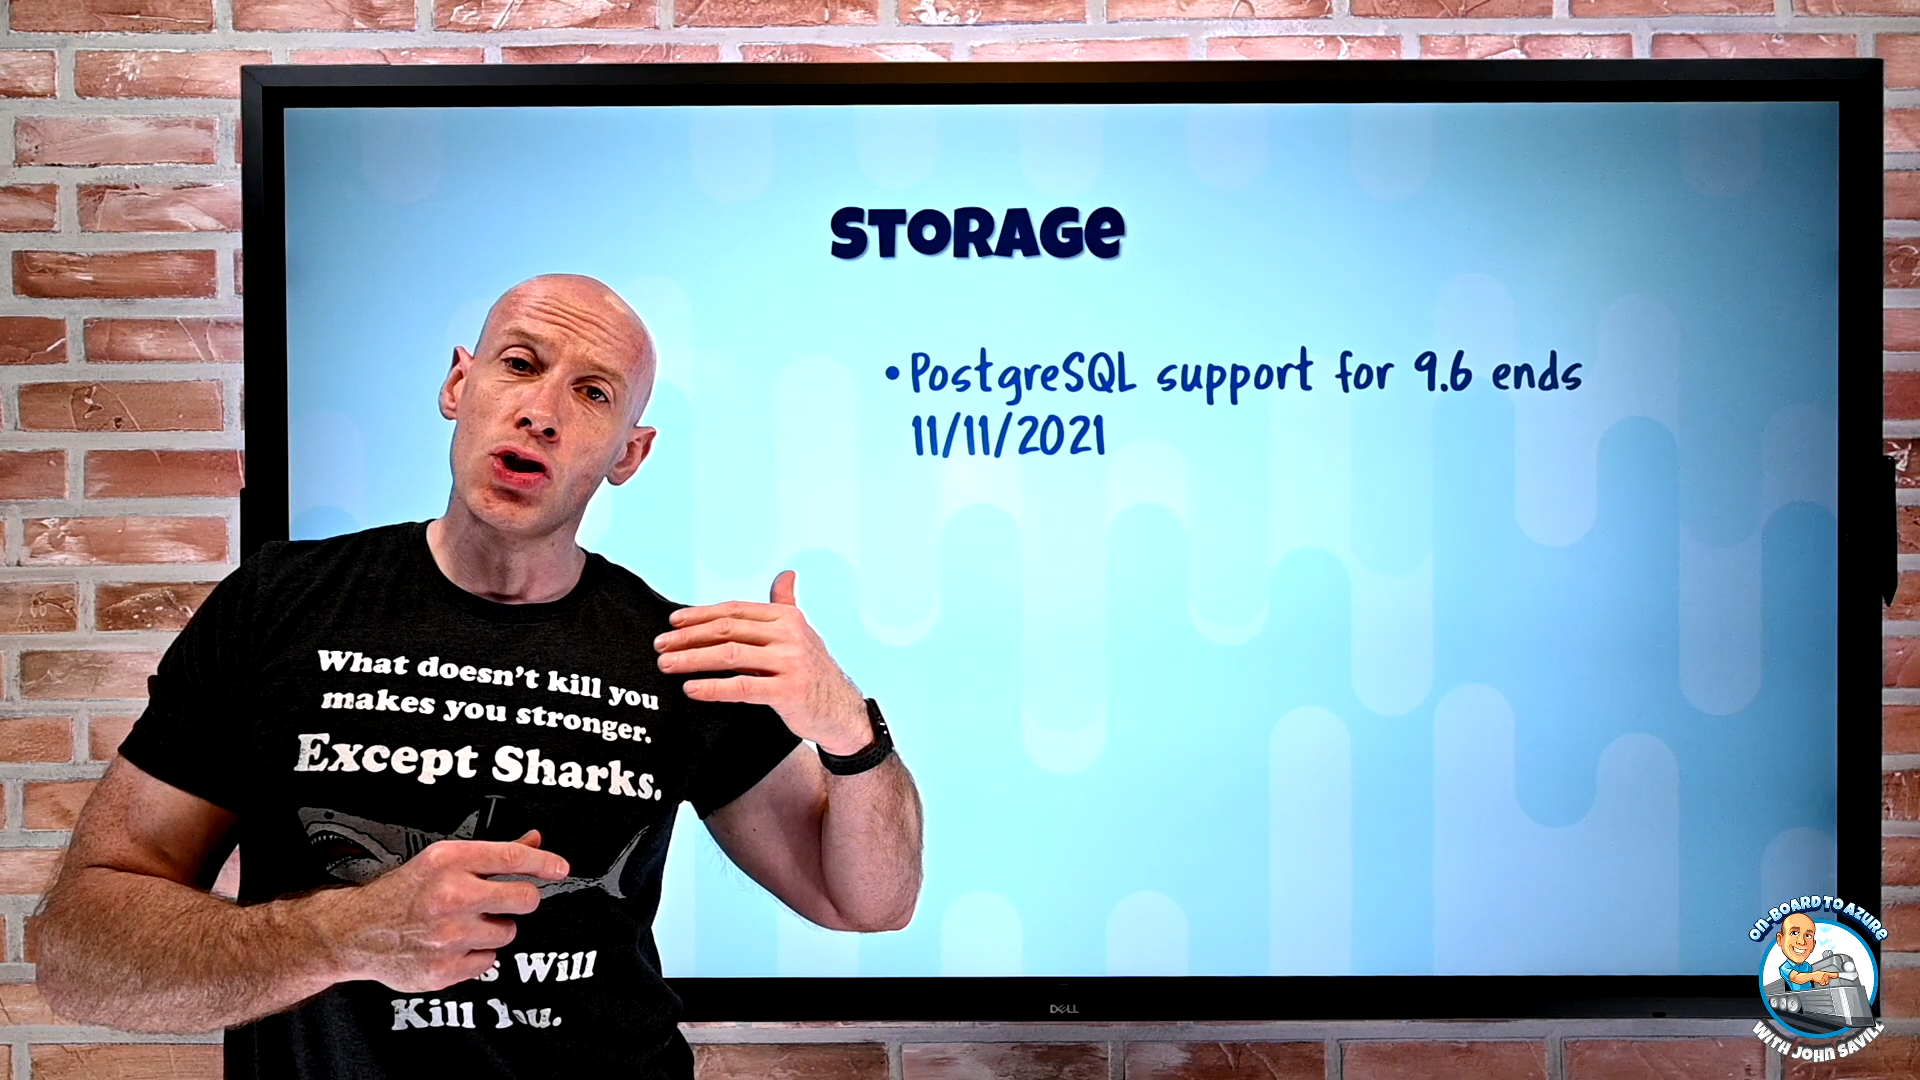 STORAGE
•PostgreSQL support for 9.6 ends
11/11/2021
What doesn't kill you
makes you stronger.
Except Sharks.
Will
Kill You.
DELL
ON-BOARD TO AZURE
WITH JOHN SAVILL